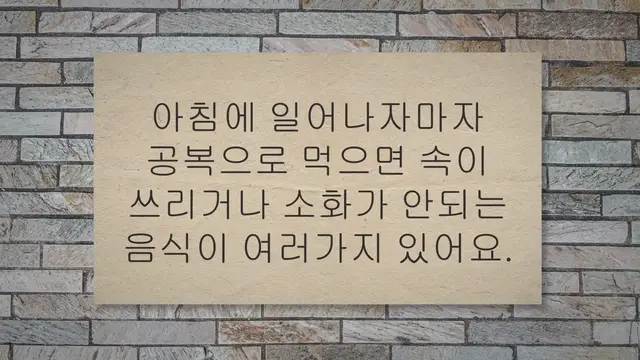 아침에 일어나자마자
공복으로 먹으면 속이
쓰리거나 소화가 안되는
음식이 여러가지 있어요.